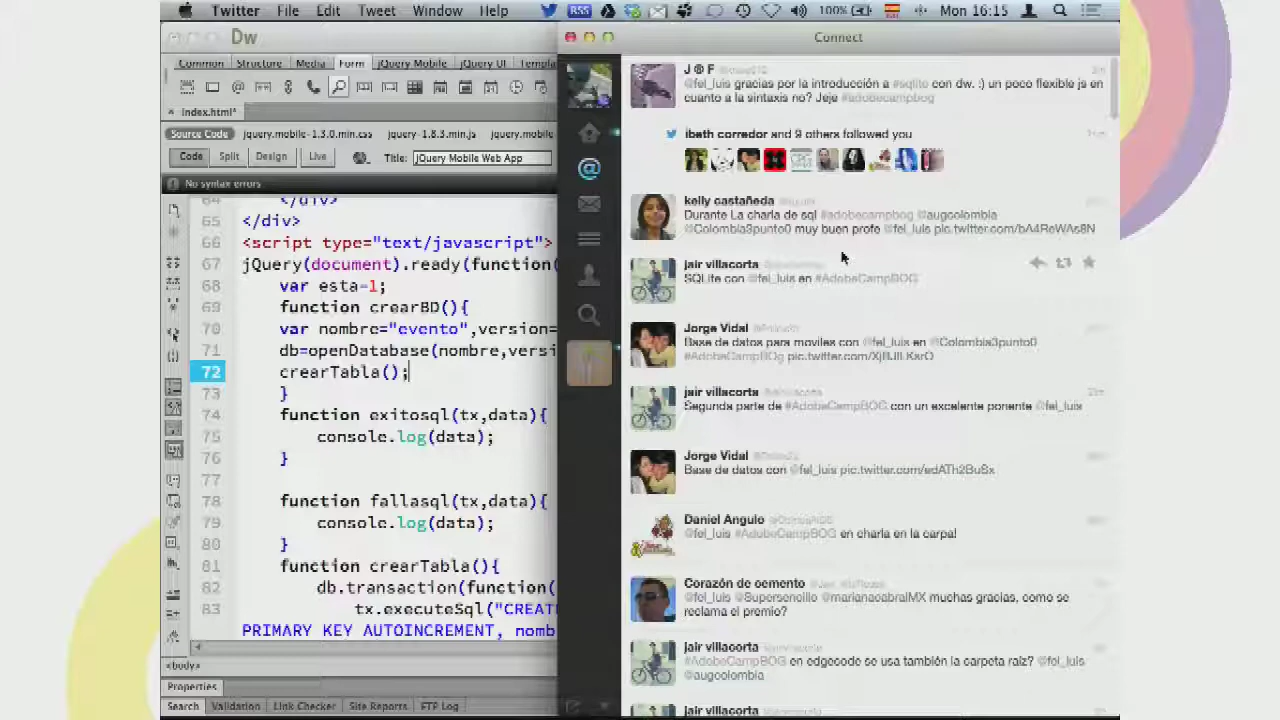 Twitter File Edit Tweet Window Help RSS 100% Mon 16:15
Dw
Common Structure Media Form jQuery Mobile jQuery UI
Index.html*
Source Code jquery.mobile-1.3.0.min.css jquery-1.8.3.min.js jquery.mobile
Code Split Design Live Title: jQuery Mobile Web App
No syntax errors
64 </div>
65 </div>
66 <script type="text/javascript">
67 jQuery(document).ready(function(
68 var esta=1;
69 function crearBD(){
70 var nombre="evento",version=
71 db=openDatabase(nombre,versi
72 crearTabla();
73 }
74 function exitosql(tx,data){
75 console.log(data);
76 }
77
78 function fallasql(tx,data){
79 console.log(data);
80 }
81 function crearTabla(){
82 db.transaction(function(
83 tx.executeSql("CREAT
PRIMARY KEY AUTOINCREMENT, nomb
<body>
Properties
Search Validation Link Checker Site Reports FTP Log
Connect
J @ F
@fel_luis gracias por la introducción a #sqlite con dw. :) un poco flexible js en
cuanto a la sintaxis no? Jeje #adobecampbog
ibeth corredor and 9 others followed you
kelly castañeda
Durante La charla de sql #adobecampbog @augcolombia
@Colombia3punto0 muy buen profe @fel_luis pic.twitter.com/bA4ReWAs8N
jair villacorta
SQLite con @fel_luis en #AdobeCampBOG
Jorge Vidal
Base de datos para moviles con @fel_luis en @Colombia3punto0
#AdobeCampBOg
jair villacorta
Segunda parte de #AdobeCampBOG con un excelente ponente @fel_luis
Jorge Vidal
Base de datos con @fel_luis pic.twitter.com/edATh2BuSx
Daniel Angulo
@fel_luis #AdobeCampBOG en charla en la carpa!
Corazón de cemento
@fel_luis @Supersencillo @marianacabralMX muchas gracias, como se
reclama el premio?
jair villacorta
#AdobeCampBOG en edgecode se usa también la carpeta raiz? @fel_luis
@augcolombia
jair villacorta